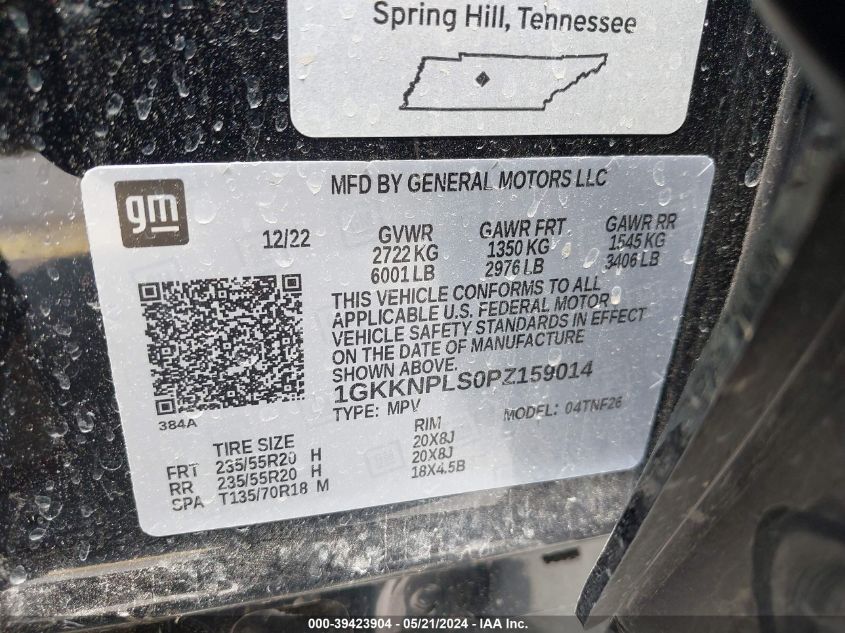 Spring Hill, Tennessee
MFD BY GENERAL MOTORS LLC
gm
12/22 GVWR GAWR FRT GAWR RR
2722 KG 1350 KG 1545 KG
6001 LB 2976 LB 3406 LB
THIS VEHICLE CONFORMS TO ALL
APPLICABLE U.S. FEDERAL MOTOR
VEHICLE SAFETY STANDARDS IN EFFECT
ON THE DATE OF MANUFACTURE
SHOWN ABOVE.
1GKKNPLS0PZ159014
TYPE: MPV MODEL: 04TNF26
384A
TIRE SIZE RIM
FRT 235/55R20 H 20X8J
RR 235/55R20 H 20X8J
SPA T135/70R18 M 18X4.5B
000-39423904 - 05/21/2024 - IAA Inc.